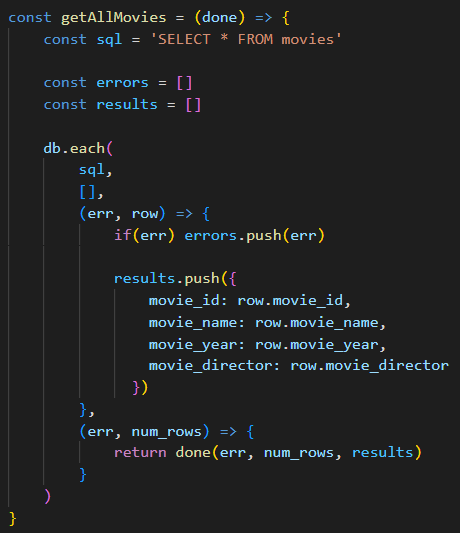 const getAllMovies = (done) => {
    const sql = 'SELECT * FROM movies'

    const errors = []
    const results = []

    db.each(
        sql,
        [],
        (err, row) => {
            if(err) errors.push(err)

            results.push({
                movie_id: row.movie_id,
                movie_name: row.movie_name,
                movie_year: row.movie_year,
                movie_director: row.movie_director
              })
        },
        (err, num_rows) => {
            return done(err, num_rows, results)
        }
    )
}